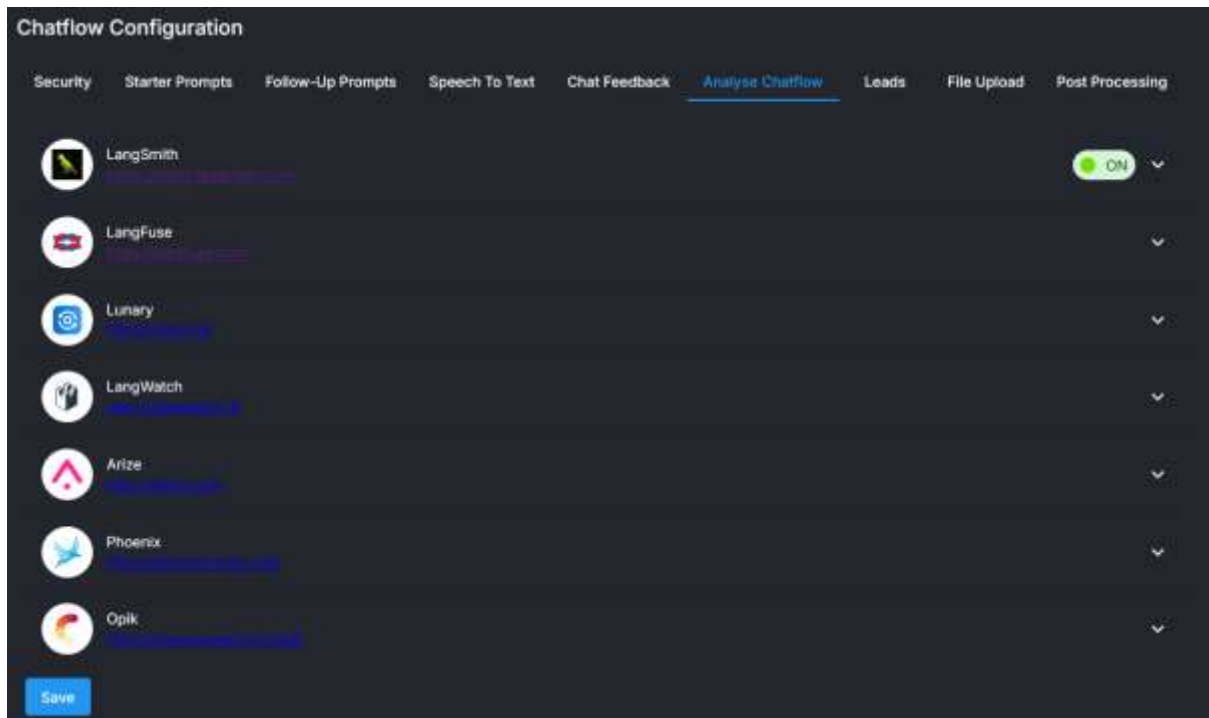 Chatflow Configuration
Security Starter Prompts Follow-Up Prompts Speech To Text Chat Feedback Analyse Chatflow Leads File Upload Post Processing
LangSmith
ON
LangFuse
Lunary
LangWatch
Arize
Phoenix
Opik
Save